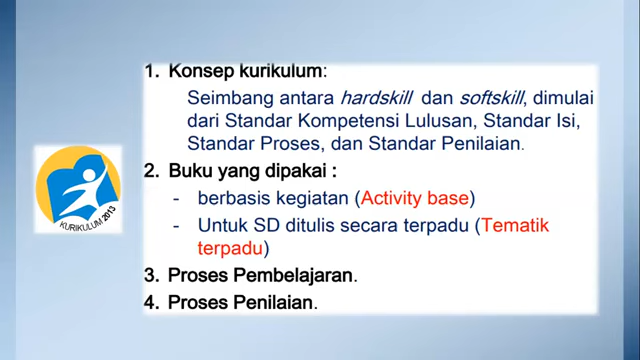 1. Konsep kurikulum:
Seimbang antara hardskill dan softskill, dimulai
dari Standar Kompetensi Lulusan, Standar Isi,
Standar Proses, dan Standar Penilaian.
2. Buku yang dipakai :
- berbasis kegiatan (Activity base)
- Untuk SD ditulis secara terpadu (Tematik
terpadu)
3. Proses Pembelajaran.
4. Proses Penilaian.
KURIKULUM 2013